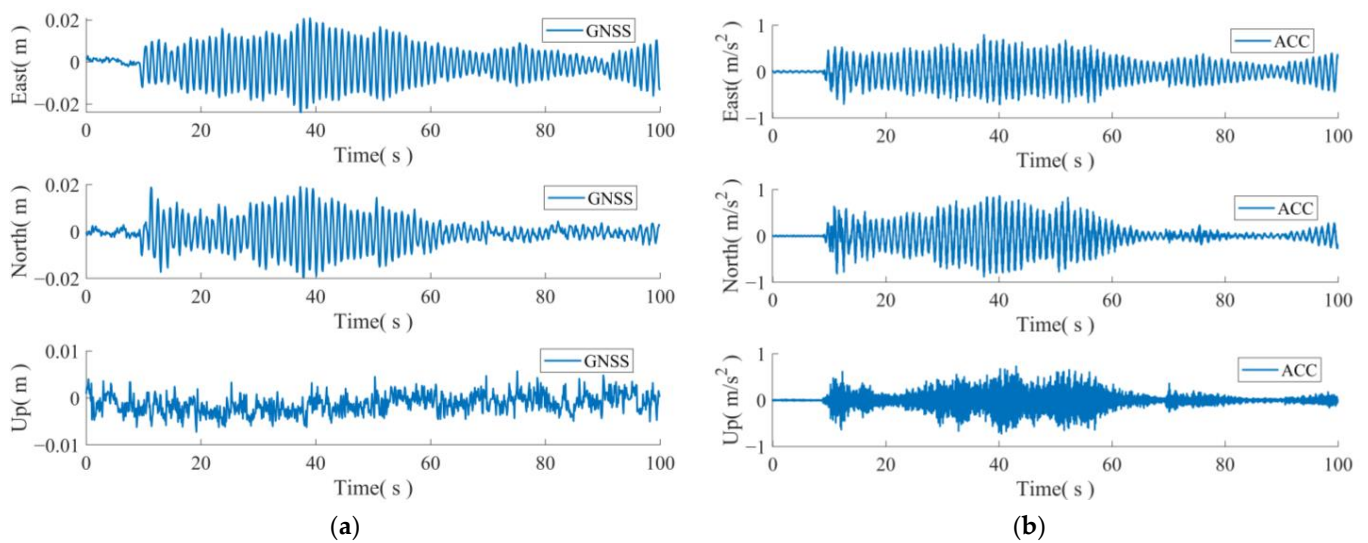 0.02
0
−0.02
East( m )
GNSS
0 20 40 60 80 100
Time( s )
0.02
0
−0.02
North( m )
GNSS
0 20 40 60 80 100
Time( s )
0.01
0
−0.01
Up( m )
GNSS
0 20 40 60 80 100
Time( s )
(a)
1
0
−1
East( m/s²)
ACC
0 20 40 60 80 100
Time( s )
1
0
−1
North( m/s²)
ACC
0 20 40 60 80 100
Time( s )
1
0
−1
Up( m/s²)
ACC
0 20 40 60 80 100
Time( s )
(b)